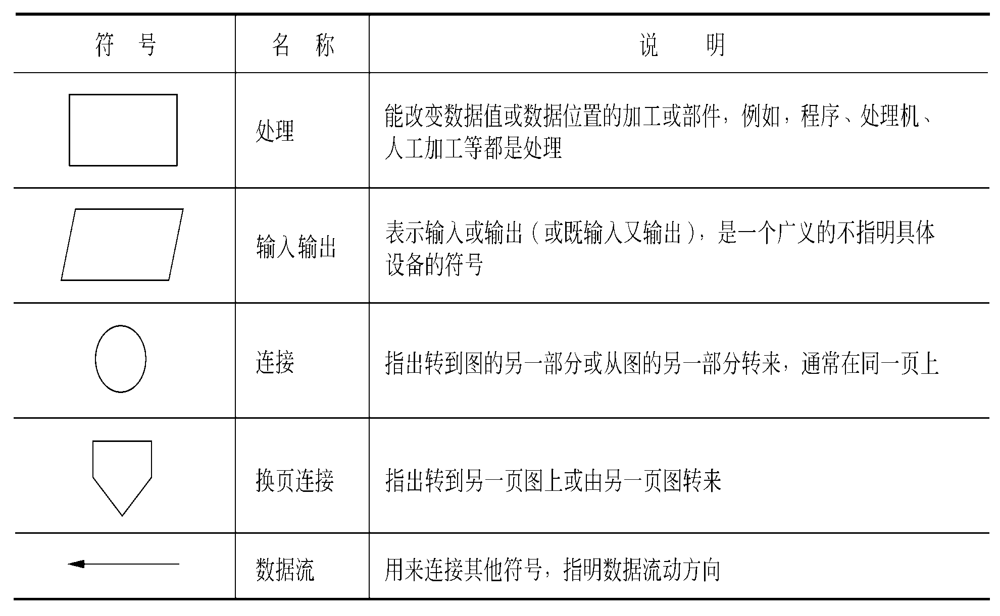 符 号 名 称 说 明
处理
能改变数据值或数据位置的加工或部件，例如，程序、处理机、
人工加工等都是处理
输入输出
表示输入或输出（或既输入又输出），是一个广义的不指明具体
设备的符号
连接
指出转到图的另一部分或从图的另一部分转来，通常在同一页上
换页连接
指出转到另一页图上或由另一页图转来
数据流
用来连接其他符号，指明数据流动方向